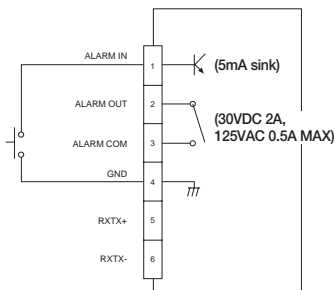 ALARM IN
1
(5mA sink)
ALARM OUT
2
(30VDC 2A,
125VAC 0.5A MAX)
ALARM COM
3
GND
4
RXTX+
5
RXTX-
6